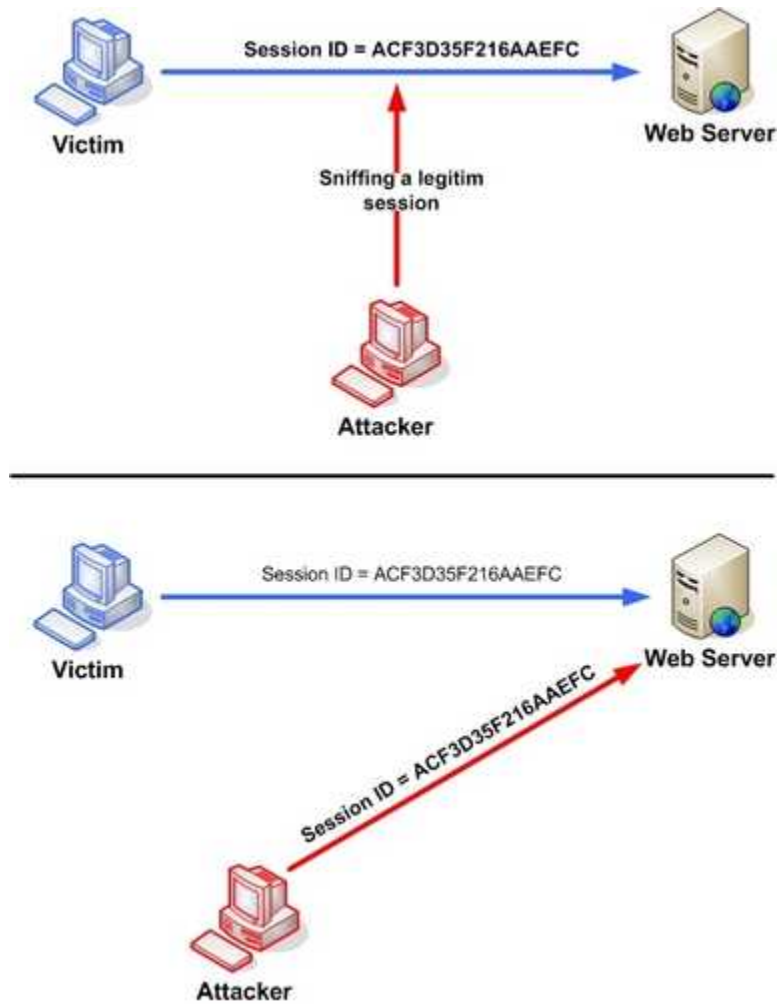 Session ID = ACF3D35F216AAEFC
Victim
Web Server
Sniffing a legitim
session
Attacker
Session ID = ACF3D35F216AAEFC
Victim
Web Server
Session ID = ACF3D35F216AAEFC
Attacker